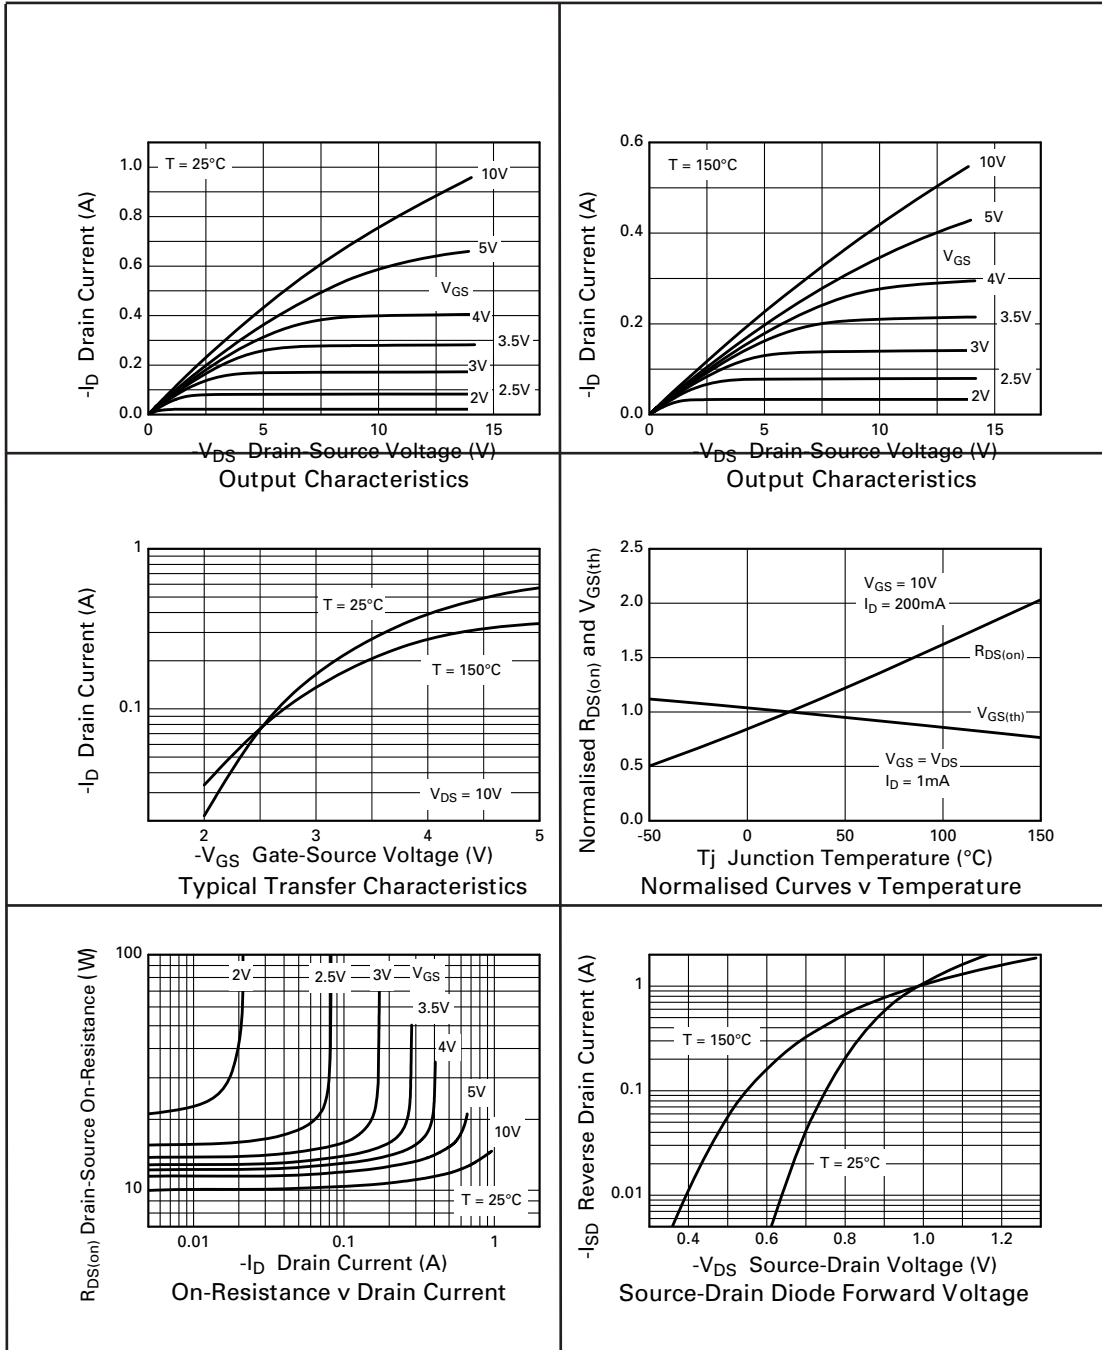 T = 25°C
10V
5V
VGS
4V
3.5V
3V
2.5V
2V
1.0
0.8
0.6
0.4
0.2
0.0
0
5
10
15
-ID Drain Current (A)
-VDS Drain-Source Voltage (V)
Output Characteristics
T = 150°C
10V
5V
VGS
4V
3.5V
3V
2.5V
2V
0.6
0.4
0.2
0.0
0
5
10
15
-ID Drain Current (A)
-VDS Drain-Source Voltage (V)
Output Characteristics
1
0.1
T = 25°C
T = 150°C
VDS = 10V
2
3
4
5
-ID Drain Current (A)
-VGS Gate-Source Voltage (V)
Typical Transfer Characteristics
2.5
2.0
1.5
1.0
0.5
0.0
VGS = 10V
ID = 200mA
RDS(on)
VGS(th)
VGS = VDS
ID = 1mA
-50
0
50
100
150
Normalised RDS(on) and VGS(th)
Tj Junction Temperature (°C)
Normalised Curves v Temperature
100
10
2V
2.5V
3V
VGS
3.5V
4V
5V
10V
T = 25°C
0.01
0.1
1
RDS(on) Drain-Source On-Resistance (W)
-ID Drain Current (A)
On-Resistance v Drain Current
1
0.1
0.01
T = 150°C
T = 25°C
0.4
0.6
0.8
1.0
1.2
-ISD Reverse Drain Current (A)
-VDS Source-Drain Voltage (V)
Source-Drain Diode Forward Voltage